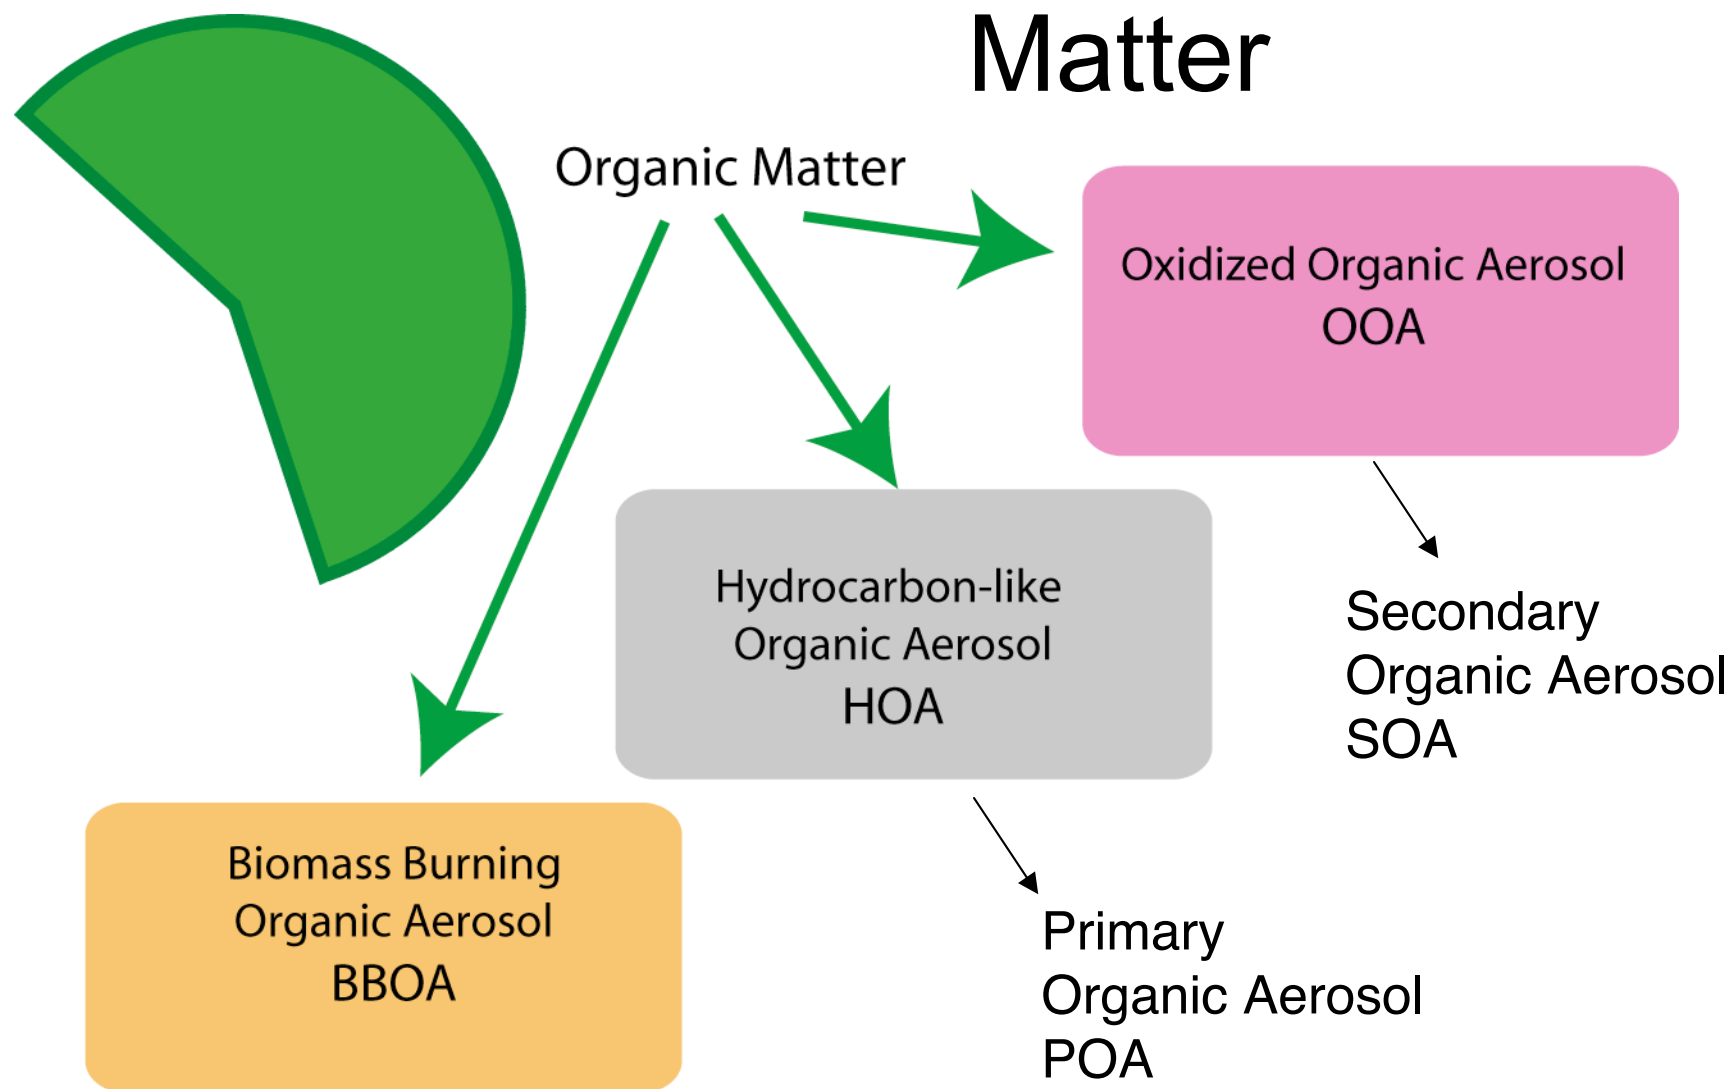 Matter
Organic Matter
Oxidized Organic Aerosol
OOA
Hydrocarbon-like
Organic Aerosol
HOA
Secondary
Organic Aerosol
SOA
Biomass Burning
Organic Aerosol
BBOA
Primary
Organic Aerosol
POA